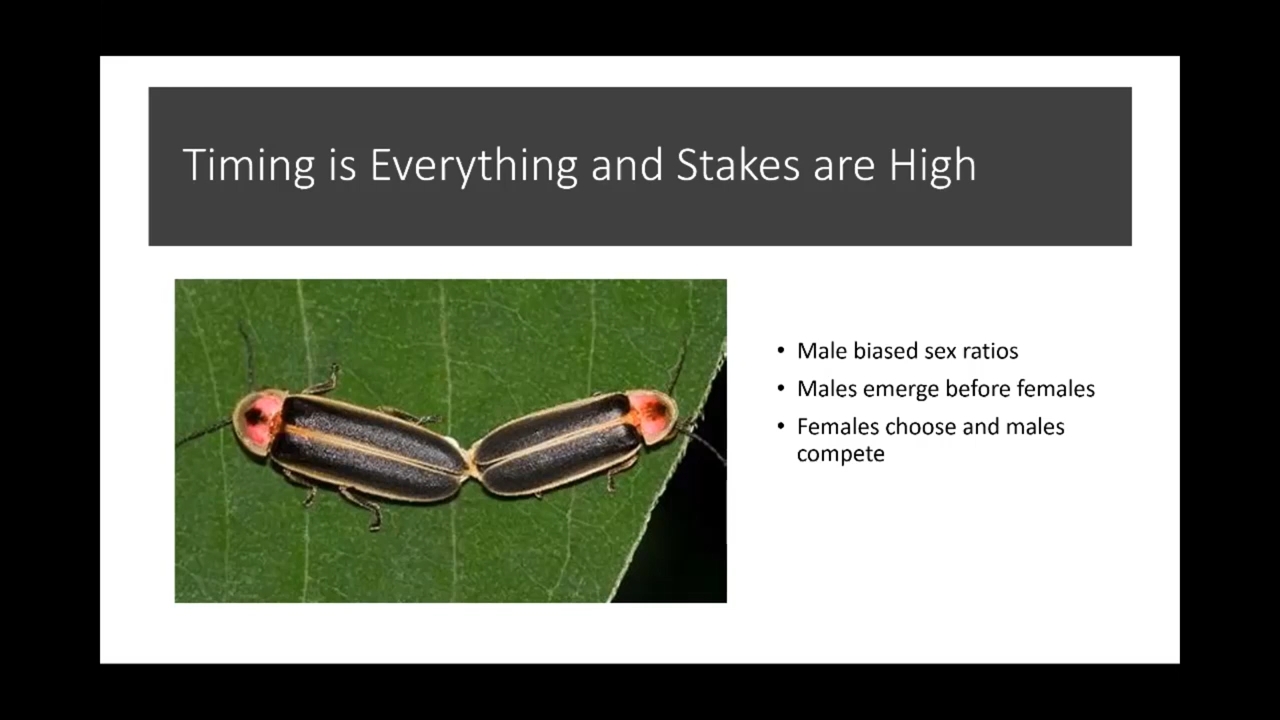 Timing is Everything and Stakes are High
• Male biased sex ratios
• Males emerge before females
• Females choose and males
compete